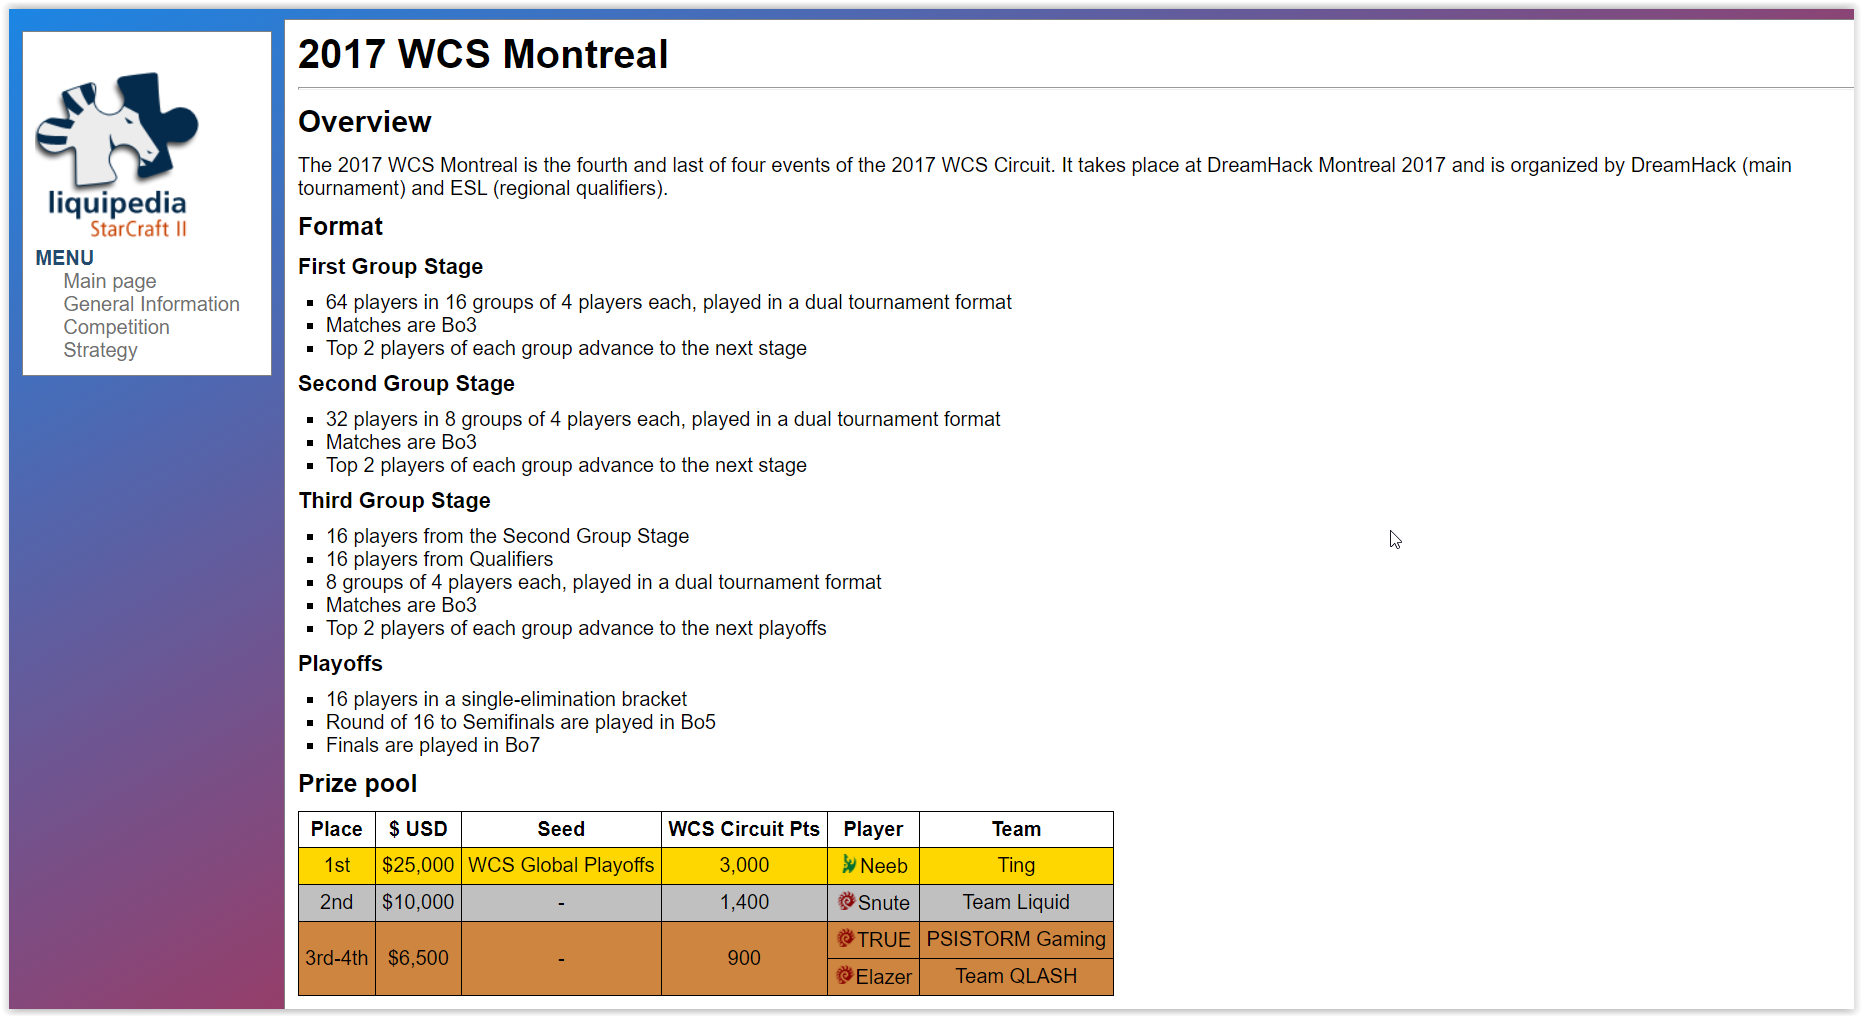 liquipedia
StarCraft II
MENU
Main page
General Information
Competition
Strategy
2017 WCS Montreal
Overview
The 2017 WCS Montreal is the fourth and last of four events of the 2017 WCS Circuit. It takes place at DreamHack Montreal 2017 and is organized by DreamHack (main
tournament) and ESL (regional qualifiers).
Format
First Group Stage
64 players in 16 groups of 4 players each, played in a dual tournament format
Matches are Bo3
Top 2 players of each group advance to the next stage
Second Group Stage
32 players in 8 groups of 4 players each, played in a dual tournament format
Matches are Bo3
Top 2 players of each group advance to the next stage
Third Group Stage
16 players from the Second Group Stage
16 players from Qualifiers
8 groups of 4 players each, played in a dual tournament format
Matches are Bo3
Top 2 players of each group advance to the next playoffs
Playoffs
16 players in a single-elimination bracket
Round of 16 to Semifinals are played in Bo5
Finals are played in Bo7
Prize pool
Place $ USD Seed WCS Circuit Pts Player Team
1st $25,000 WCS Global Playoffs 3,000 Neeb Ting
2nd $10,000 - 1,400 Snute Team Liquid
3rd-4th $6,500 - 900 TRUE PSISTORM Gaming
Elazer Team QLASH